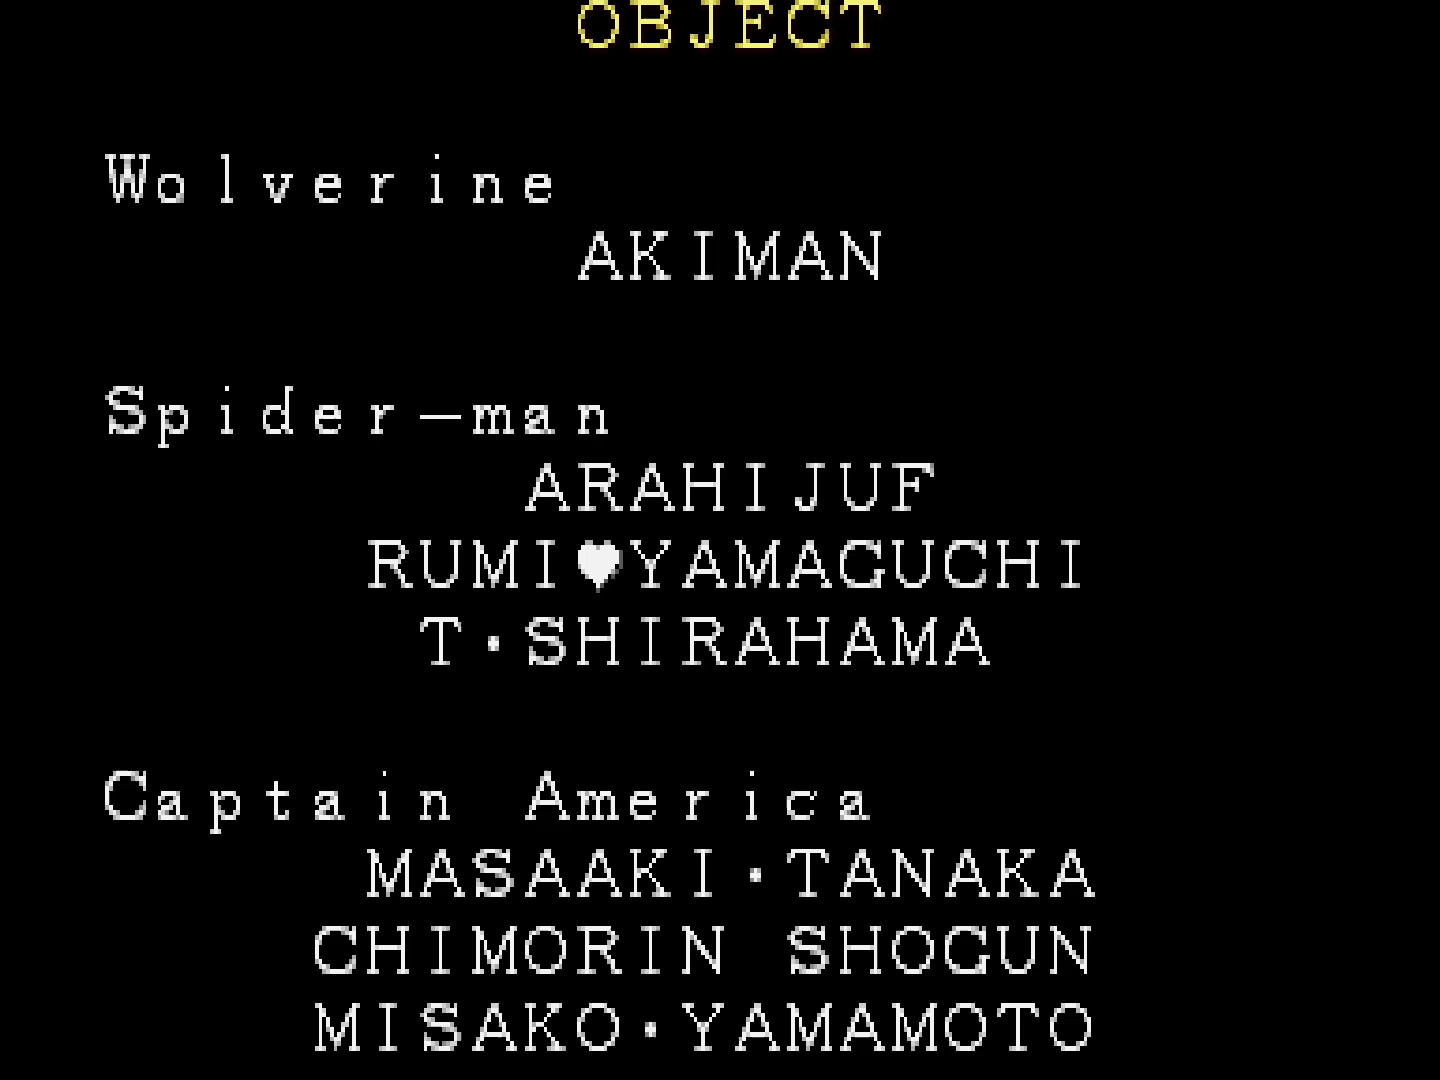 OBJECT
Wolverine
AKIMAN
Spider-man
ARAHIJUF
RUMI♥YAMAGUCHI
T·SHIRAHAMA
Captain America
MASAAKI·TANAKA
CHIMORIN SHOGUN
MISAKO·YAMAMOTO